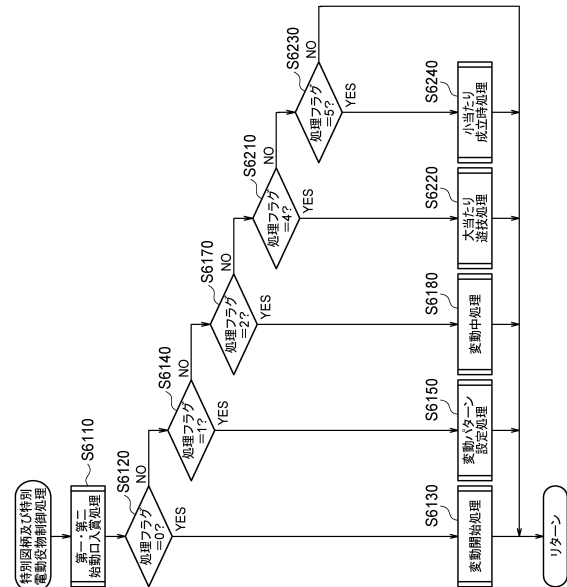 特別図柄及び特別
電動役物制御処理
S6110
第一・第二
始動口入賞処理
S6120
処理フラグ
=0?
NO
YES
S6130
変動開始処理
S6140
処理フラグ
=1?
NO
YES
S6150
変動パターン
設定処理
S6170
処理フラグ
=2?
NO
YES
S6180
変動中処理
S6210
処理フラグ
=4?
NO
YES
S6220
大当たり
遊技処理
S6230
処理フラグ
=5?
NO
YES
S6240
小当たり
成立時処理
リターン